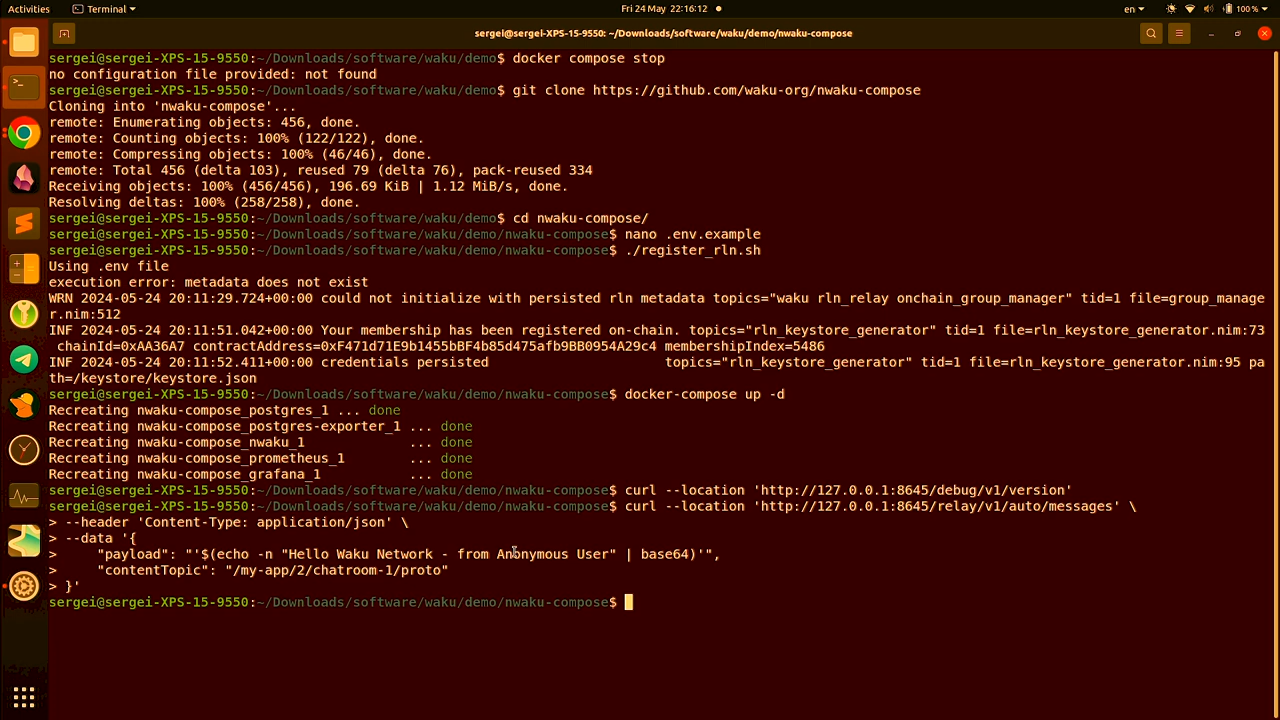 Activities
Terminal
Fri 24 May 22:16:12
en
100 %
sergei@sergei-XPS-15-9550: ~/Downloads/software/waku/demo/nwaku-compose
sergei@sergei-XPS-15-9550:~/Downloads/software/waku/demo$ docker compose stop
no configuration file provided: not found
sergei@sergei-XPS-15-9550:~/Downloads/software/waku/demo$ git clone https://github.com/waku-org/nwaku-compose
Cloning into 'nwaku-compose'...
remote: Enumerating objects: 456, done.
remote: Counting objects: 100% (122/122), done.
remote: Compressing objects: 100% (46/46), done.
remote: Total 456 (delta 103), reused 79 (delta 76), pack-reused 334
Receiving objects: 100% (456/456), 196.69 KiB | 1.12 MiB/s, done.
Resolving deltas: 100% (258/258), done.
sergei@sergei-XPS-15-9550:~/Downloads/software/waku/demo$ cd nwaku-compose/
sergei@sergei-XPS-15-9550:~/Downloads/software/waku/demo/nwaku-compose$ nano .env.example
sergei@sergei-XPS-15-9550:~/Downloads/software/waku/demo/nwaku-compose$ ./register_rln.sh
Using .env file
execution error: metadata does not exist
WRN 2024-05-24 20:11:29.724+00:00 could not initialize with persisted rln metadata topics="waku rln_relay onchain_group_manager" tid=1 file=group_manage
r.nim:512
INF 2024-05-24 20:11:51.042+00:00 Your membership has been registered on-chain. topics="rln_keystore_generator" tid=1 file=rln_keystore_generator.nim:73
chainId=0xAA36A7 contractAddress=0xF471d71E9b1455bBF4b85d475afb9BB0954A29c4 membershipIndex=5486
INF 2024-05-24 20:11:52.411+00:00 credentials persisted topics="rln_keystore_generator" tid=1 file=rln_keystore_generator.nim:95 pa
th=/keystore/keystore.json
sergei@sergei-XPS-15-9550:~/Downloads/software/waku/demo/nwaku-compose$ docker-compose up -d
Recreating nwaku-compose_postgres_1 ... done
Recreating nwaku-compose_postgres-exporter_1 ... done
Recreating nwaku-compose_nwaku_1 ... done
Recreating nwaku-compose_prometheus_1 ... done
Recreating nwaku-compose_grafana_1 ... done
sergei@sergei-XPS-15-9550:~/Downloads/software/waku/demo/nwaku-compose$ curl --location 'http://127.0.0.1:8645/debug/v1/version'
sergei@sergei-XPS-15-9550:~/Downloads/software/waku/demo/nwaku-compose$ curl --location 'http://127.0.0.1:8645/relay/v1/auto/messages' \
> --header 'Content-Type: application/json' \
> --data '{
> "payload": "'$(echo -n "Hello Waku Network - from Anonymous User" | base64)'",
> "contentTopic": "/my-app/2/chatroom-1/proto"
> }'
sergei@sergei-XPS-15-9550:~/Downloads/software/waku/demo/nwaku-compose$